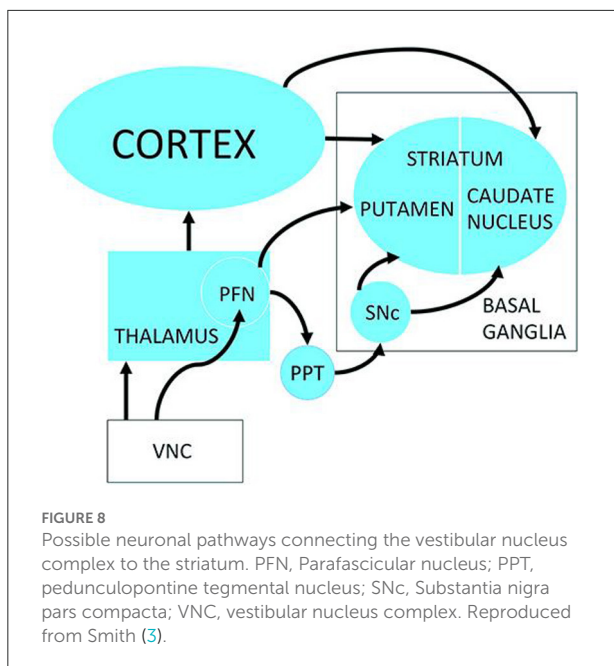 CORTEX
STRIATUM
PUTAMEN
CAUDATE
NUCLEUS
PFN
THALAMUS
SNc
BASAL
GANGLIA
PPT
VNC
FIGURE 8
Possible neuronal pathways connecting the vestibular nucleus
complex to the striatum. PFN, Parafascicular nucleus; PPT,
pedunculopontine tegmental nucleus; SNc, Substantia nigra
pars compacta; VNC, vestibular nucleus complex. Reproduced
from Smith (3).